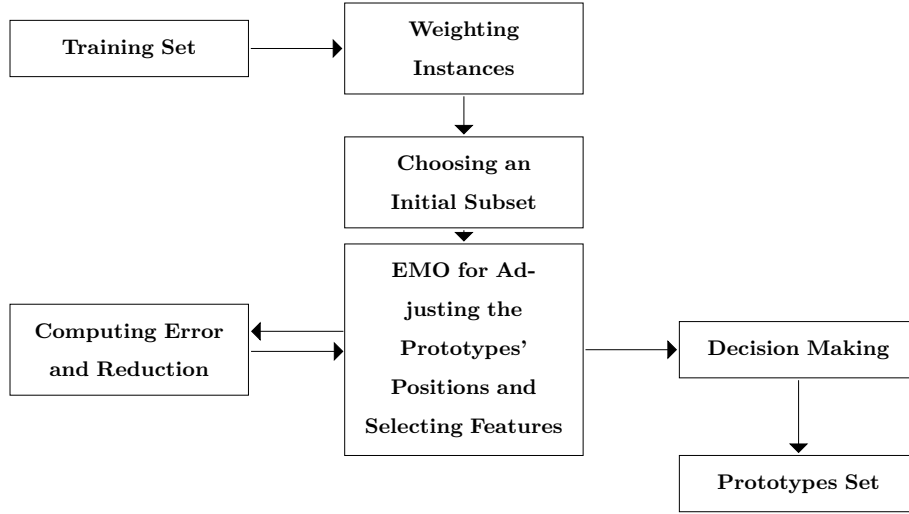 Training Set
Weighting
Instances
Choosing an
Initial Subset
EMO for Ad-
justing the
Prototypes'
Positions and
Selecting Features
Computing Error
and Reduction
Decision Making
Prototypes Set